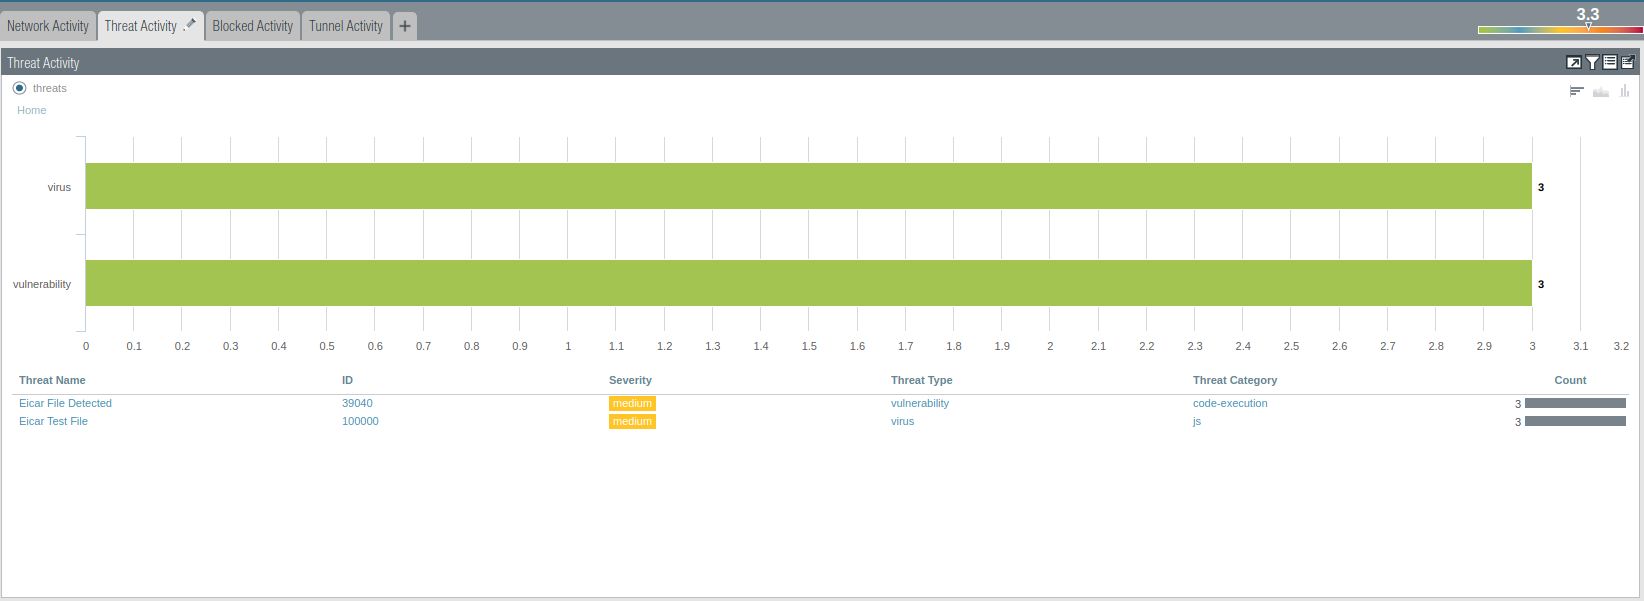 3.3
Network Activity Threat Activity Blocked Activity Tunnel Activity +
Threat Activity
threats
Home
virus 3
vulnerability 3
0 0.1 0.2 0.3 0.4 0.5 0.6 0.7 0.8 0.9 1 1.1 1.2 1.3 1.4 1.5 1.6 1.7 1.8 1.9 2 2.1 2.2 2.3 2.4 2.5 2.6 2.7 2.8 2.9 3 3.1 3.2
Threat Name ID Severity Threat Type Threat Category Count
Eicar File Detected 39040 medium vulnerability code-execution 3
Eicar Test File 100000 medium virus js 3